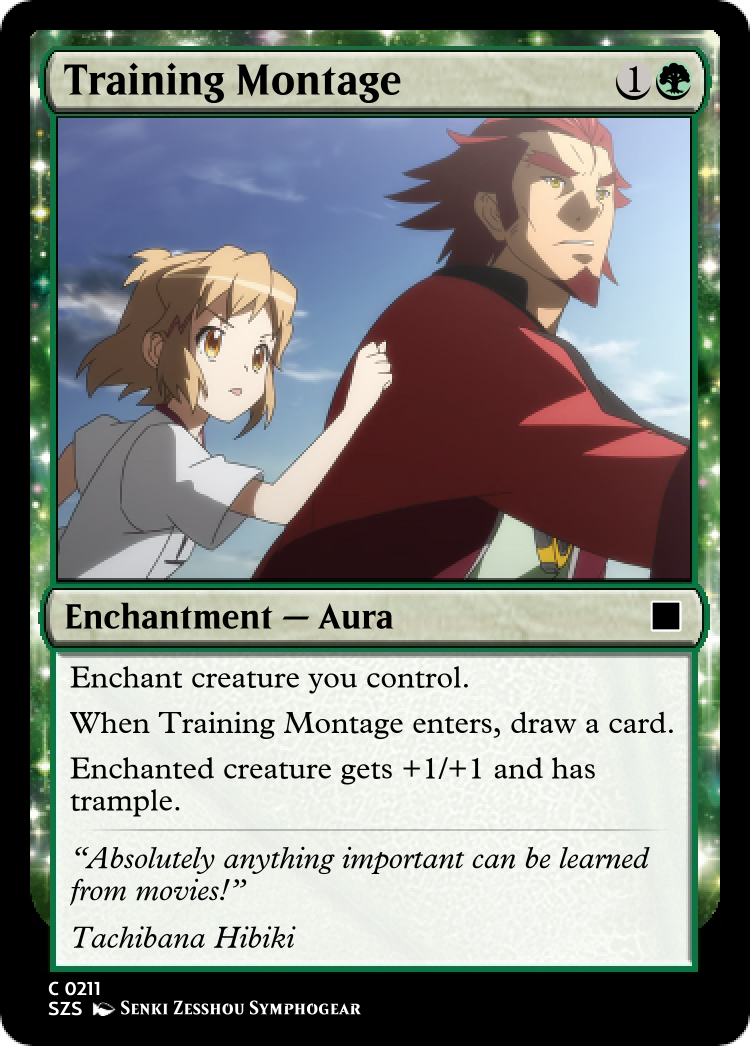 Training Montage 1
Enchantment — Aura
Enchant creature you control.
When Training Montage enters, draw a card.
Enchanted creature gets +1/+1 and has
trample.
“Absolutely anything important can be learned
from movies!”
Tachibana Hibiki
C 0211
SZS Senki Zesshou Symphogear